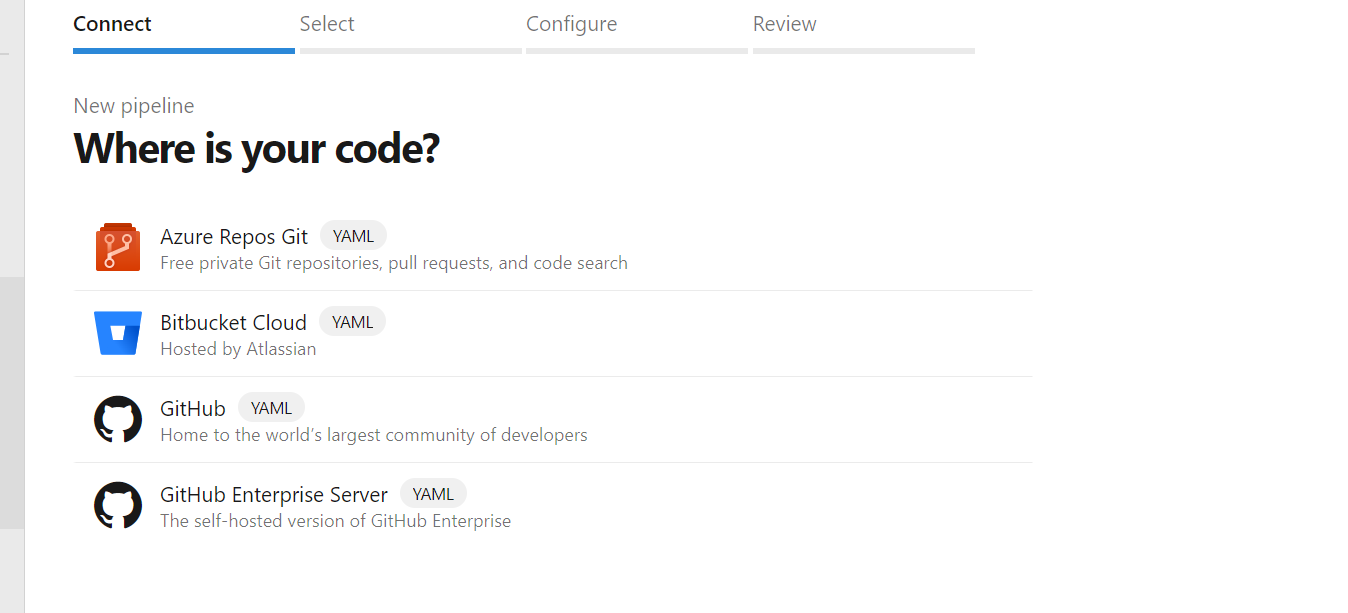 Connect Select Configure Review
New pipeline
Where is your code?
Azure Repos Git YAML
Free private Git repositories, pull requests, and code search
Bitbucket Cloud YAML
Hosted by Atlassian
GitHub YAML
Home to the world’s largest community of developers
GitHub Enterprise Server YAML
The self-hosted version of GitHub Enterprise